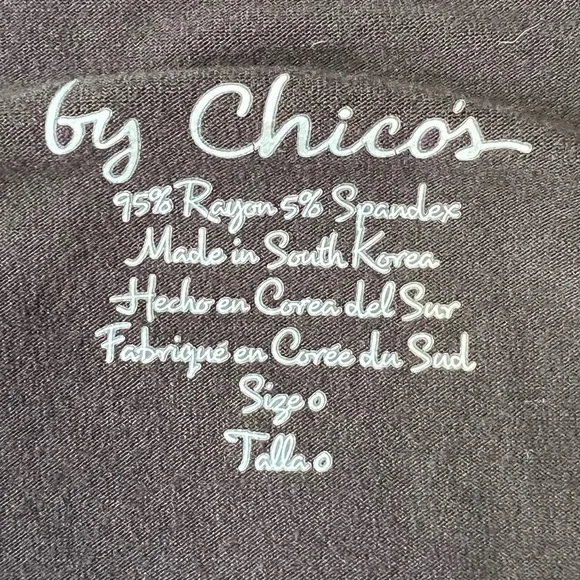 by Chico's
95% Rayon 5% Spandex
Made in South Korea
Hecho en Corea del Sur
Fabriqué en Corée du Sud
Size 0
Talla 0